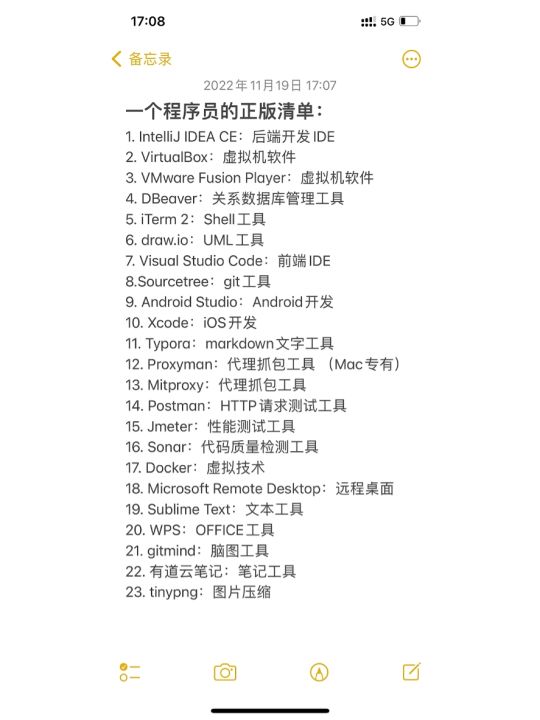 17:08
5G
备忘录
2022年11月19日 17:07
一个程序员的正版清单：
1. IntelliJ IDEA CE：后端开发IDE
2. VirtualBox：虚拟机软件
3. VMware Fusion Player：虚拟机软件
4. DBeaver：关系数据库管理工具
5. iTerm 2：Shell工具
6. draw.io：UML工具
7. Visual Studio Code：前端IDE
8.Sourcetree：git工具
9. Android Studio：Android开发
10. Xcode：iOS开发
11. Typora：markdown文字工具
12. Proxyman：代理抓包工具 （Mac专有）
13. Mitproxy：代理抓包工具
14. Postman：HTTP请求测试工具
15. Jmeter：性能测试工具
16. Sonar：代码质量检测工具
17. Docker：虚拟技术
18. Microsoft Remote Desktop：远程桌面
19. Sublime Text：文本工具
20. WPS：OFFICE工具
21. gitmind：脑图工具
22. 有道云笔记：笔记工具
23. tinypng：图片压缩